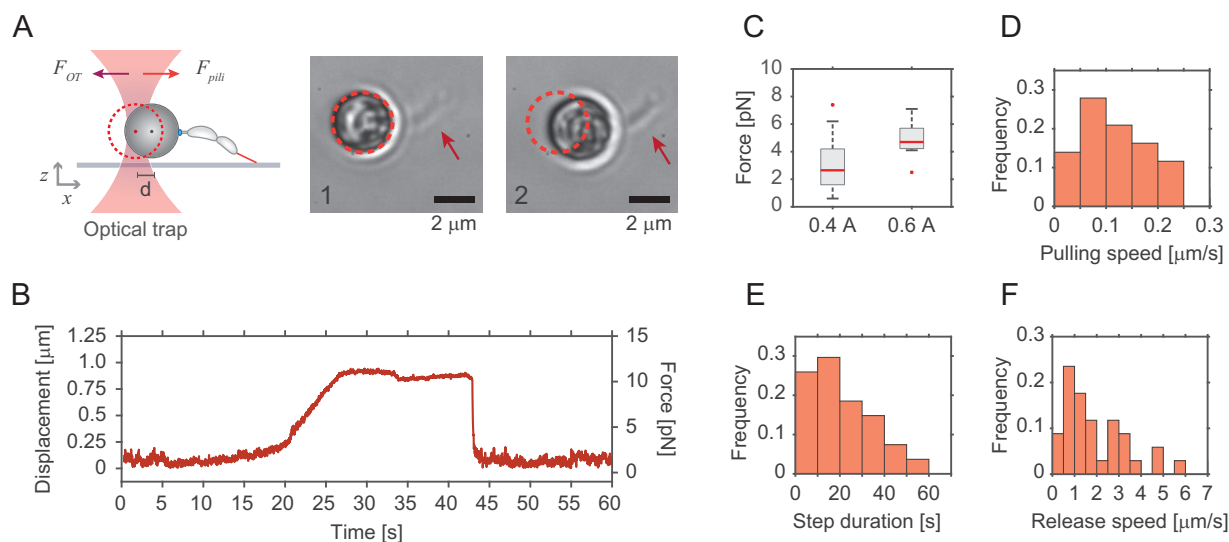 A
F_OT
F_pili
z
x
d
Optical trap
1
2 μm
2
2 μm
B
Displacement [μm]
1.25
1.0
0.75
0.5
0.25
0
15
10
5
0
Force [pN]
0 5 10 15 20 25 30 35 40 45 50 55 60
Time [s]
C
Force [pN]
10
8
6
4
2
0
0.4 A 0.6 A
D
Frequency
0.4
0.3
0.2
0.1
0
0 0.1 0.2 0.3
Pulling speed [μm/s]
E
Frequency
0.3
0.2
0.1
0
0 20 40 60
Step duration [s]
F
Frequency
0.3
0.2
0.1
0
0 1 2 3 4 5 6 7
Release speed [μm/s]